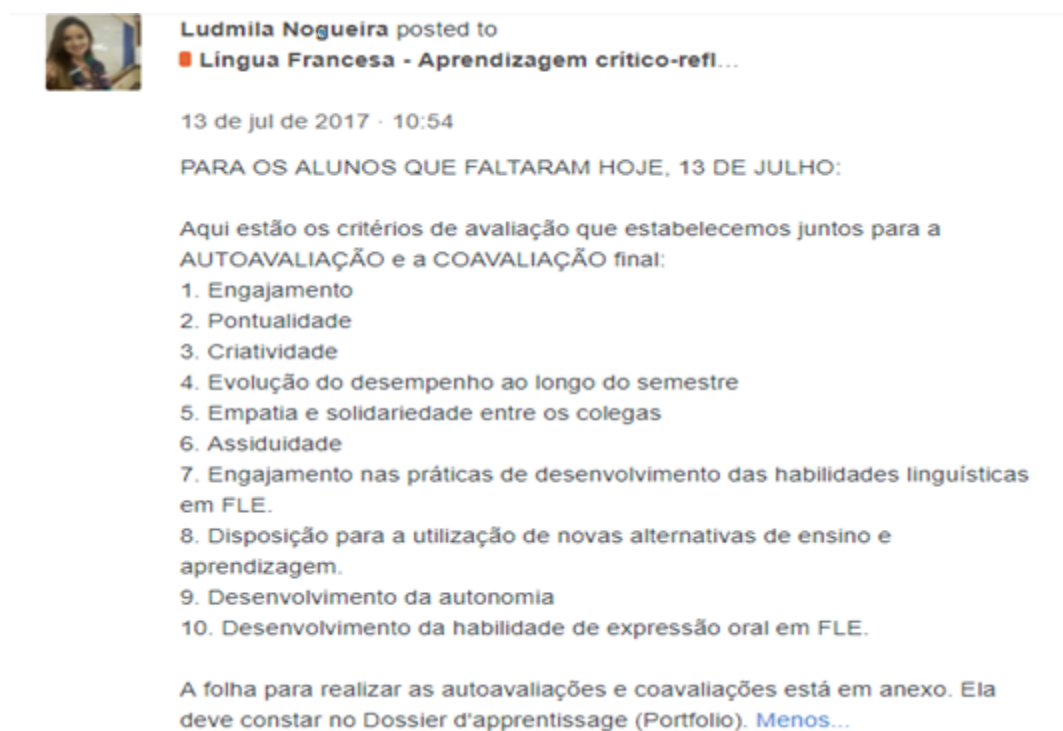 Ludmila Nogueira posted to
Língua Francesa - Aprendizagem crítico-refl...
13 de jul de 2017 · 10:54
PARA OS ALUNOS QUE FALTARAM HOJE, 13 DE JULHO:
Aqui estão os critérios de avaliação que estabelecemos juntos para a
AUTOAVALIAÇÃO e a COAVALIAÇÃO final:
1. Engajamento
2. Pontualidade
3. Criatividade
4. Evolução do desempenho ao longo do semestre
5. Empatia e solidariedade entre os colegas
6. Assiduidade
7. Engajamento nas práticas de desenvolvimento das habilidades linguísticas
em FLE.
8. Disposição para a utilização de novas alternativas de ensino e
aprendizagem.
9. Desenvolvimento da autonomia
10. Desenvolvimento da habilidade de expressão oral em FLE.
A folha para realizar as autoavaliações e coavaliações está em anexo. Ela
deve constar no Dossier d'apprentissage (Portfolio). Menos...